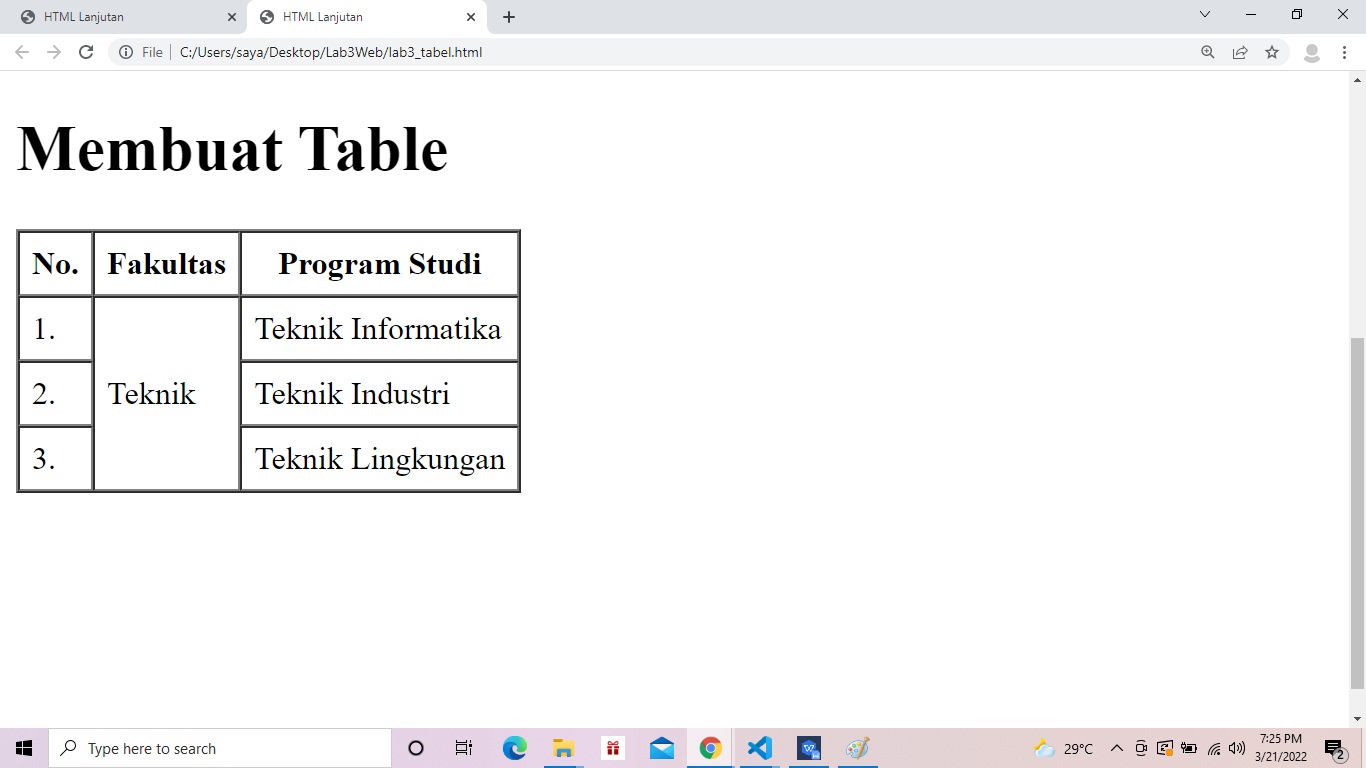 HTML Lanjutan
HTML Lanjutan
File
C:/Users/saya/Desktop/Lab3Web/lab3_tabel.html
Membuat Table
No. Fakultas Program Studi
1. Teknik Informatika
2. Teknik Teknik Industri
3. Teknik Lingkungan
Type here to search
29°C
7:25 PM
3/21/2022
2